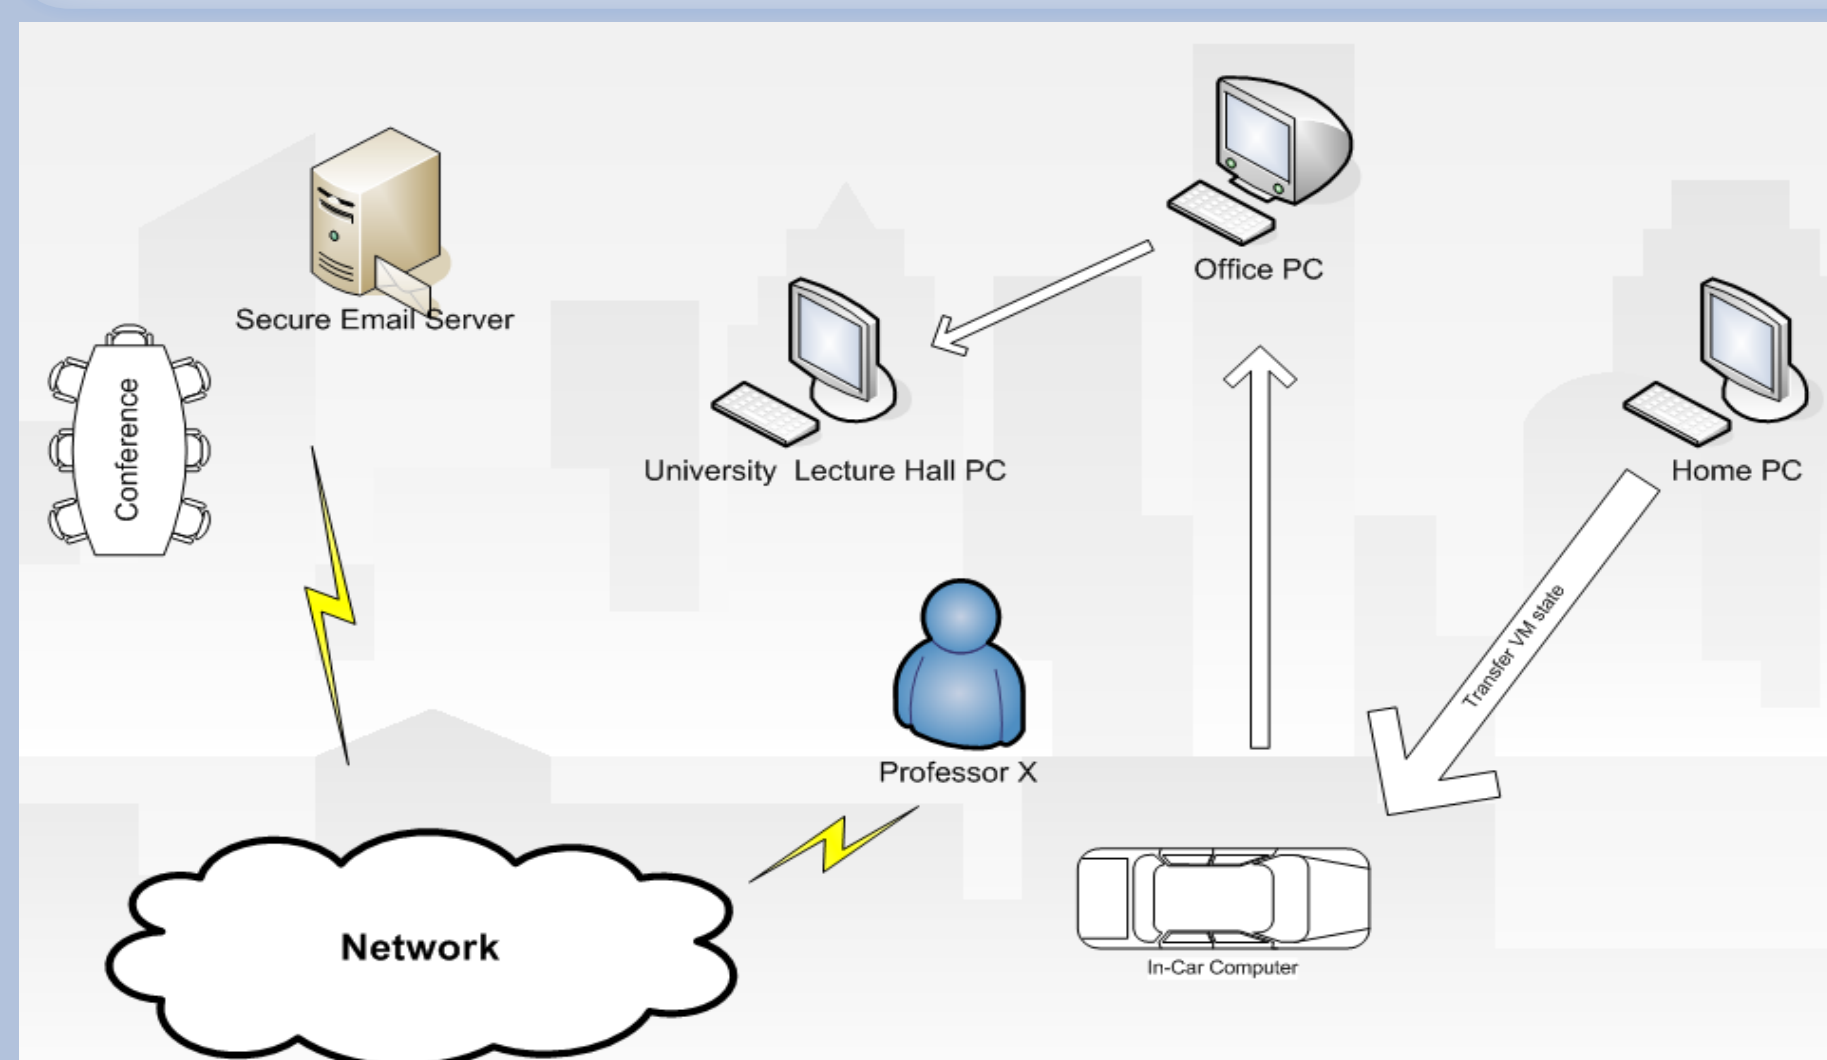 Secure Email Server
Conference
University Lecture Hall PC
Office PC
Home PC
Transfer VM state
Professor X
Network
In-Car Computer